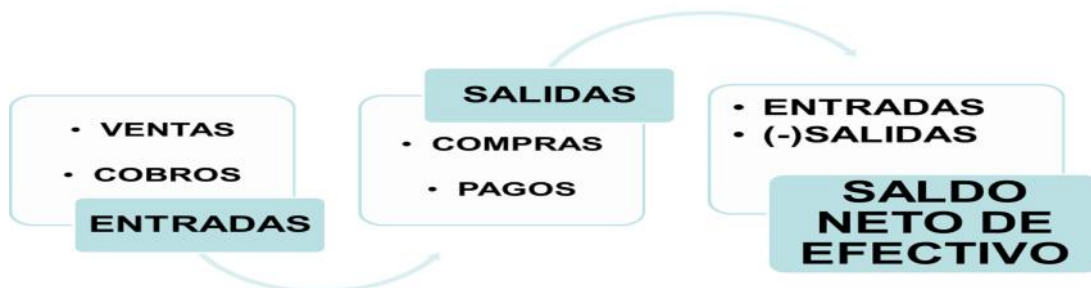 • VENTAS
• COBROS
ENTRADAS
SALIDAS
• COMPRAS
• PAGOS
• ENTRADAS
• (-)SALIDAS
SALDO
NETO DE
EFECTIVO